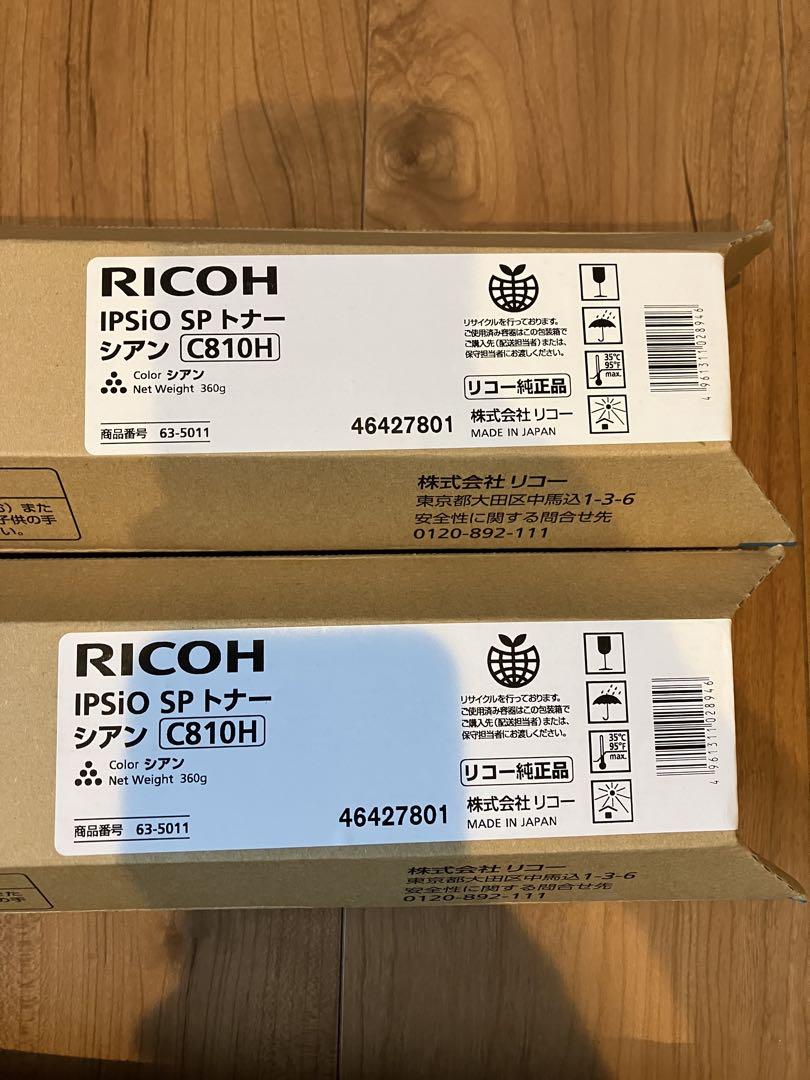 RICOH
IPSiO SP トナー
シアン C810H
Color シアン
Net Weight 360g
商品番号 63-5011
46427801
リサイクルを行っております。
ご使用済み容器はこの包装箱で
ご購入先（配送担当者）または、
保守担当者にお渡しください。
リコー純正品
株式会社 リコー
MADE IN JAPAN
35°C
95°F
max.
4961311028946
また
子供の手
い。
株式会社 リコー
東京都大田区中馬込1-3-6
安全性に関する問合せ先
0120-892-111
RICOH
IPSiO SP トナー
シアン C810H
Color シアン
Net Weight 360g
商品番号 63-5011
46427801
リサイクルを行っております。
ご使用済み容器はこの包装箱で
ご購入先（配送担当者）または、
保守担当者にお渡しください。
リコー純正品
株式会社 リコー
MADE IN JAPAN
35°C
95°F
max.
4961311028946
株式会社 リコー
東京都大田区中馬込1-3-6
安全性に関する問合せ先
0120-892-111